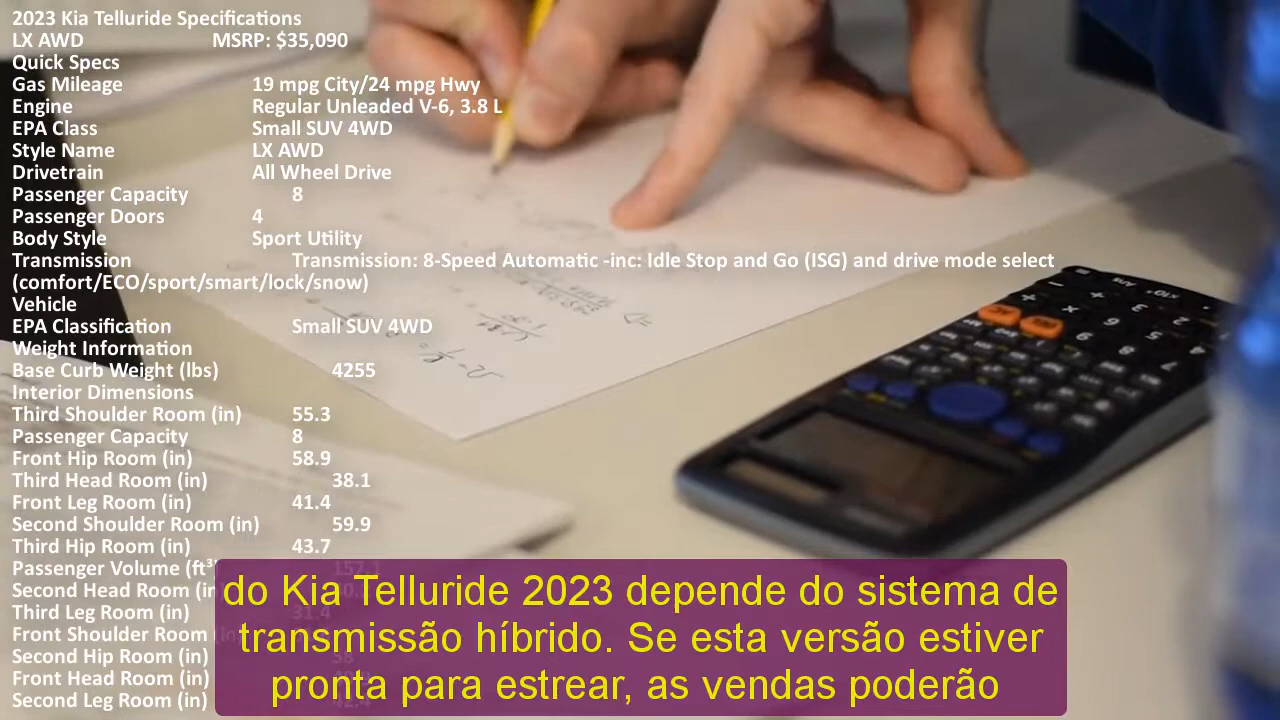 2023 Kia Telluride Specifications
LX AWD MSRP: $35,090
Quick Specs
Gas Mileage 19 mpg City/24 mpg Hwy
Engine Regular Unleaded V-6, 3.8 L
EPA Class Small SUV 4WD
Style Name LX AWD
Drivetrain All Wheel Drive
Passenger Capacity 8
Passenger Doors 4
Body Style Sport Utility
Transmission Transmission: 8-Speed Automatic -inc: Idle Stop and Go (ISG) and drive mode select
(comfort/ECO/sport/smart/lock/snow)
Vehicle
EPA Classification Small SUV 4WD
Weight Information
Base Curb Weight (lbs) 4255
Interior Dimensions
Third Shoulder Room (in) 55.3
Passenger Capacity 8
Front Hip Room (in) 58.9
Third Head Room (in) 38.1
Front Leg Room (in) 41.4
Second Shoulder Room (in) 59.9
Third Hip Room (in) 43.7
Passenger Volume (ft³
Second Head Room (in
Third Leg Room (in) 31.4
Front Shoulder Room (in)
Second Hip Room (in) 58
Front Head Room (in)
Second Leg Room (in) 42.4
do Kia Telluride 2023 depende do sistema de
transmissão híbrido. Se esta versão estiver
pronta para estrear, as vendas poderão